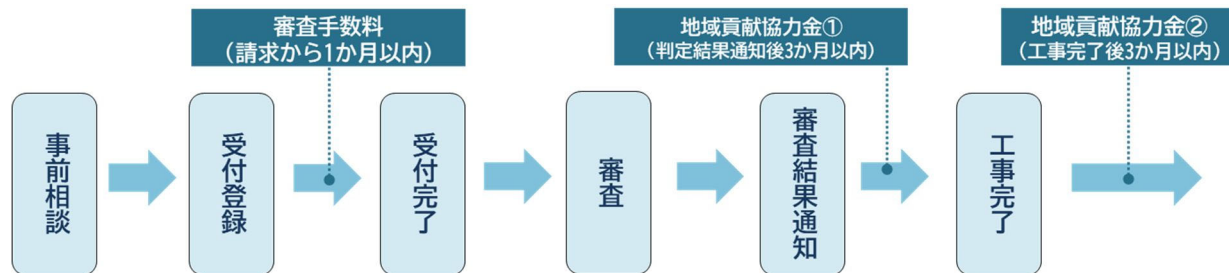 審査手数料
（請求から1か月以内）
地域貢献協力金①
（判定結果通知後3か月以内）
地域貢献協力金②
（工事完了後3か月以内）
事前相談
受付登録
受付完了
審査
審査結果通知
工事完了